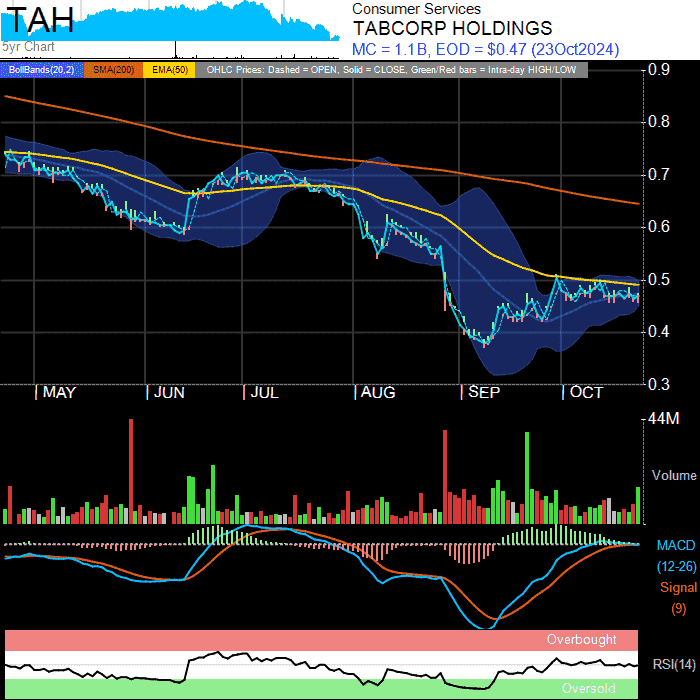 TAH
5yr Chart
Consumer Services
TABCORP HOLDINGS
MC = 1.1B, EOD = $0.47 (23Oct2024)
BollBands(20,2) SMA(200) EMA(50) OHLC Prices: Dashed = OPEN, Solid = CLOSE, Green/Red bars = Intra-day HIGH/LOW
0.9
0.8
0.7
0.6
0.5
0.4
0.3
MAY JUN JUL AUG SEP OCT
44M
Volume
MACD
(12-26)
Signal
(9)
Overbought
RSI(14)
Oversold